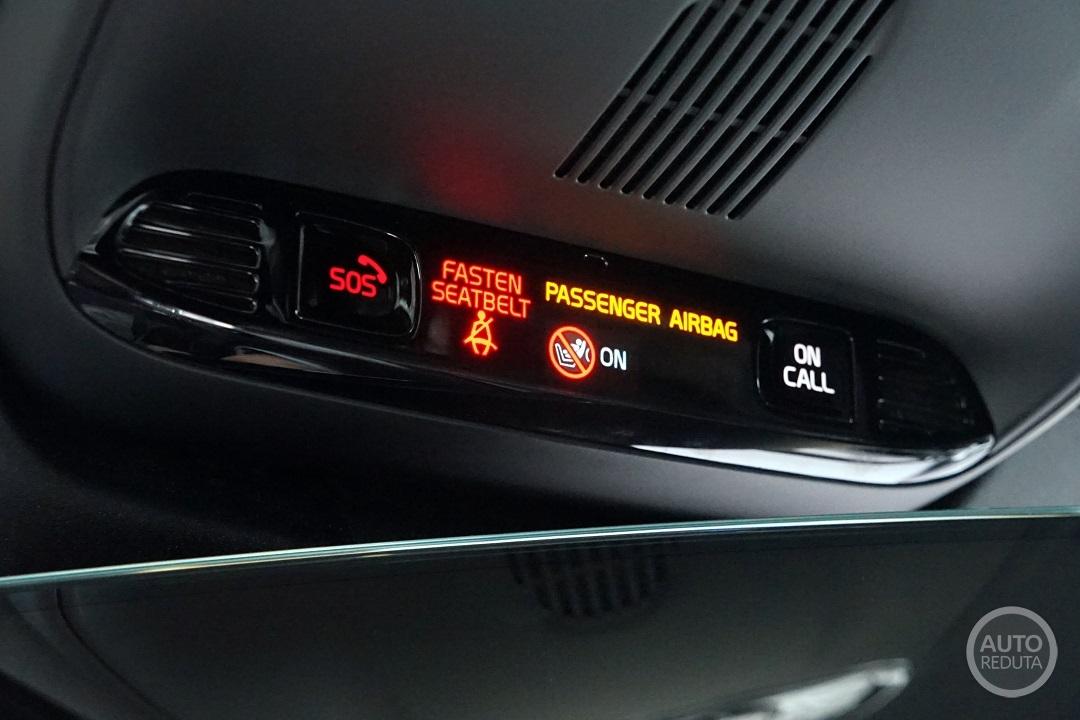 SOS
FASTEN
SEATBELT
PASSENGER AIRBAG
ON
ON
CALL
AUTO
REDUTA